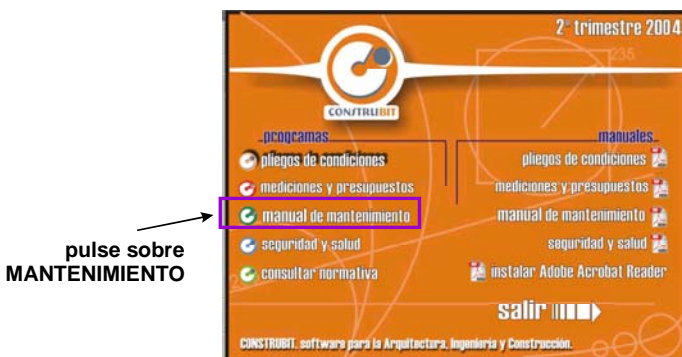 2º trimestre 2004
235
CONSTRUBIT
programas
pliegos de condiciones
mediciones y presupuestos
manual de mantenimiento
seguridad y salud
consultar normativa
manuales
pliegos de condiciones
mediciones y presupuestos
manual de mantenimiento
seguridad y salud
instalar Adobe Acrobat Reader
salir
CONSTRUBIT. software para la Arquitectura, Ingeniería y Construcción.
pulse sobre
MANTENIMIENTO